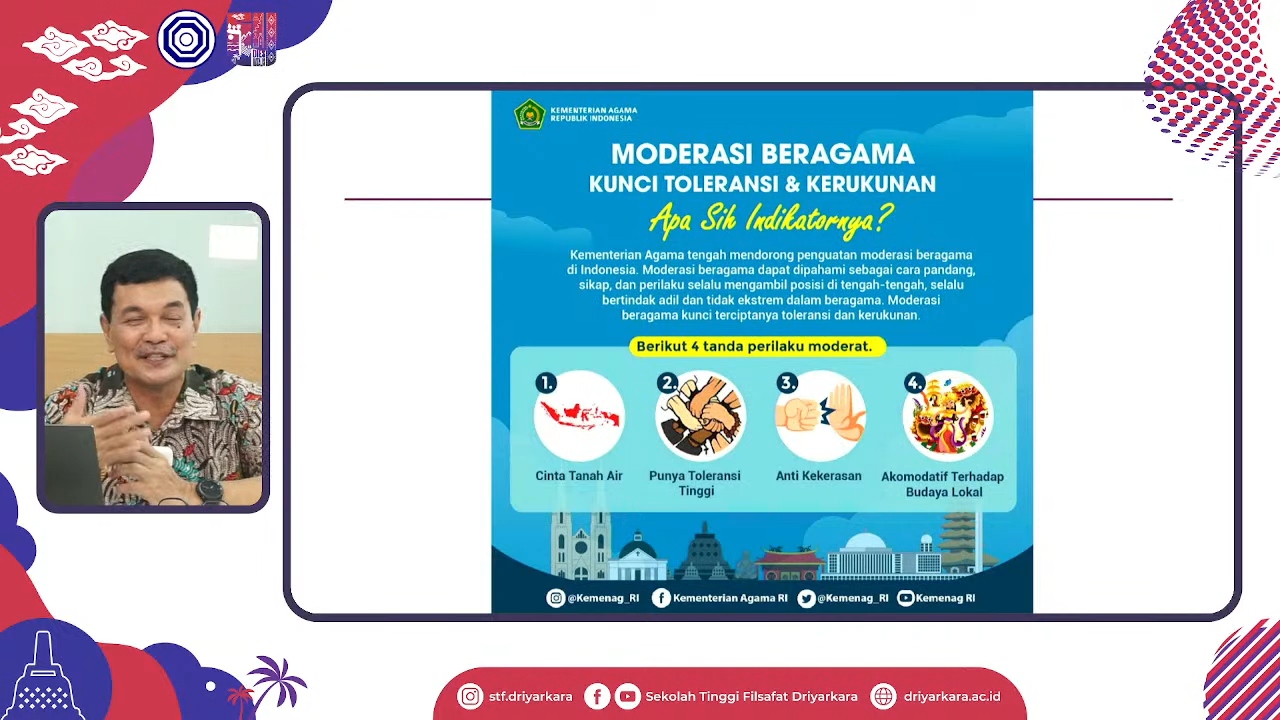 KEMENTERIAN AGAMA
REPUBLIK INDONESIA
MODERASI BERAGAMA
KUNCI TOLERANSI & KERUKUNAN
Apa Sih Indikatornya?
Kementerian Agama tengah mendorong penguatan moderasi beragama
di Indonesia. Moderasi beragama dapat dipahami sebagai cara pandang,
sikap, dan perilaku selalu mengambil posisi di tengah-tengah, selalu
bertindak adil dan tidak ekstrem dalam beragama. Moderasi
beragama kunci terciptanya toleransi dan kerukunan.
Berikut 4 tanda perilaku moderat.
1.
Cinta Tanah Air
2.
Punya Toleransi
Tinggi
3.
Anti Kekerasan
4.
Akomodatif Terhadap
Budaya Lokal
@Kemenag_RI
Kementerian Agama RI
@Kemenag_RI
Kemenag RI
stf.driyarkara
Sekolah Tinggi Filsafat Driyarkara
driyarkara.ac.id